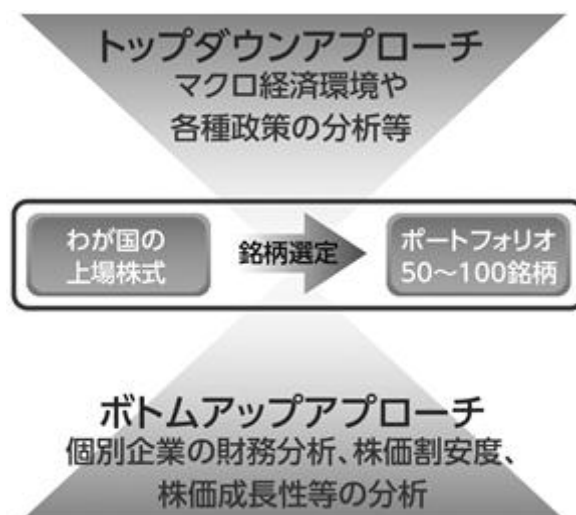 トップダウンアプローチ
マクロ経済環境や
各種政策の分析等
わが国の
上場株式
銘柄選定
ポートフォリオ
50～100銘柄
ボトムアップアプローチ
個別企業の財務分析、株価割安度、
株価成長性等の分析